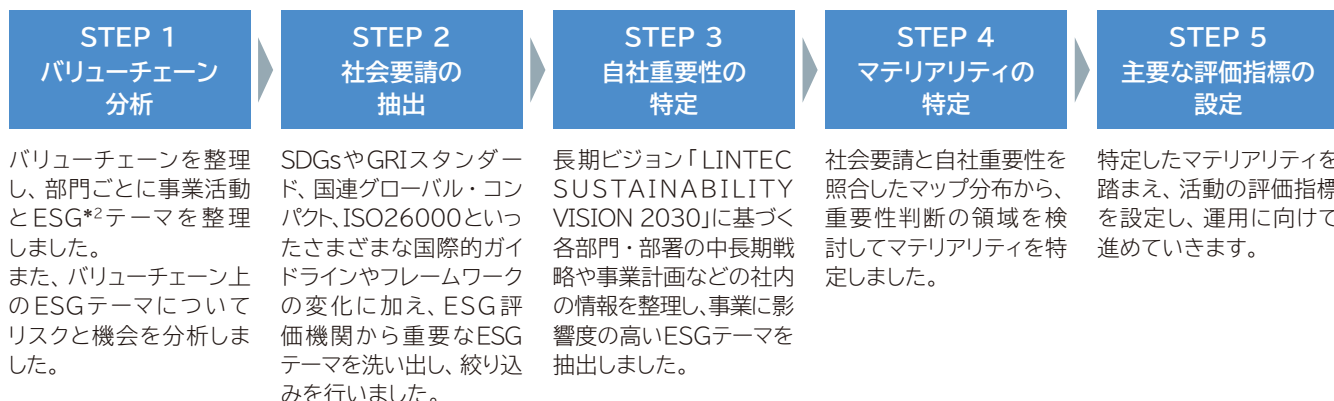 STEP 1
バリューチェーン
分析
バリューチェーンを整理
し、部門ごとに事業活動
とESG*2テーマを整理
しました。
また、バリューチェーン上
のESGテーマについて
リスクと機会を分析しま
した。
STEP 2
社会要請の
抽出
SDGsやGRIスタンダー
ド、国連グローバル・コン
パクト、ISO26000といっ
たさまざまな国際的ガイ
ドラインやフレームワーク
の変化に加え、ESG評
価機関から重要なESG
テーマを洗い出し、絞り込
みを行いました。
STEP 3
自社重要性の
特定
長期ビジョン「LINTEC
SUSTAINABILITY
VISION 2030」に基づく
各部門・部署の中長期戦
略や事業計画などの社内
の情報を整理し、事業に影
響度の高いESGテーマを
抽出しました。
STEP 4
マテリアリティの
特定
社会要請と自社重要性を
照合したマップ分布から、
重要性判断の領域を検
討してマテリアリティを特
定しました。
STEP 5
主要な評価指標の
設定
特定したマテリアリティを
踏まえ、活動の評価指標
を設定し、運用に向けて
進めていきます。